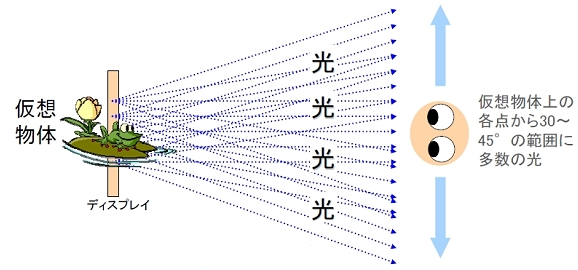 仮想
物体
ディスプレイ
光
光
光
光
仮想物体上の
各点から30～
45°の範囲に
多数の光